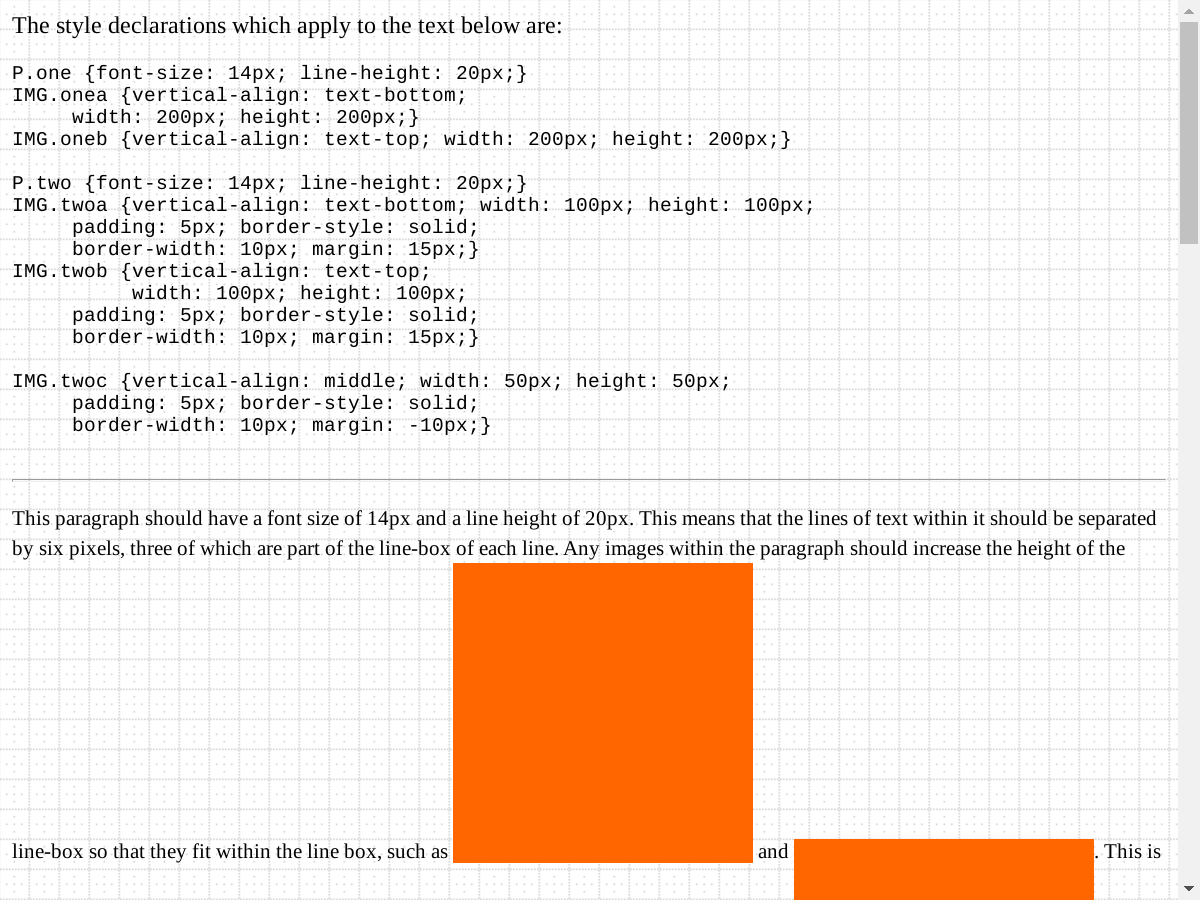 The style declarations which apply to the text below are:
P.one {font-size: 14px; line-height: 20px;}
IMG.onea {vertical-align: text-bottom;
width: 200px; height: 200px;}
IMG.oneb {vertical-align: text-top; width: 200px; height: 200px;}
P.two {font-size: 14px; line-height: 20px;}
IMG.twoa {vertical-align: text-bottom; width: 100px; height: 100px;
padding: 5px; border-style: solid;
border-width: 10px; margin: 15px;}
IMG.twob {vertical-align: text-top;
width: 100px; height: 100px;
padding: 5px; border-style: solid;
border-width: 10px; margin: 15px;}
IMG.twoc {vertical-align: middle; width: 50px; height: 50px;
padding: 5px; border-style: solid;
border-width: 10px; margin: -10px;}
This paragraph should have a font size of 14px and a line height of 20px. This means that the lines of text within it should be separated
by six pixels, three of which are part of the line-box of each line. Any images within the paragraph should increase the height of the
line-box so that they fit within the line box, such as and . This is